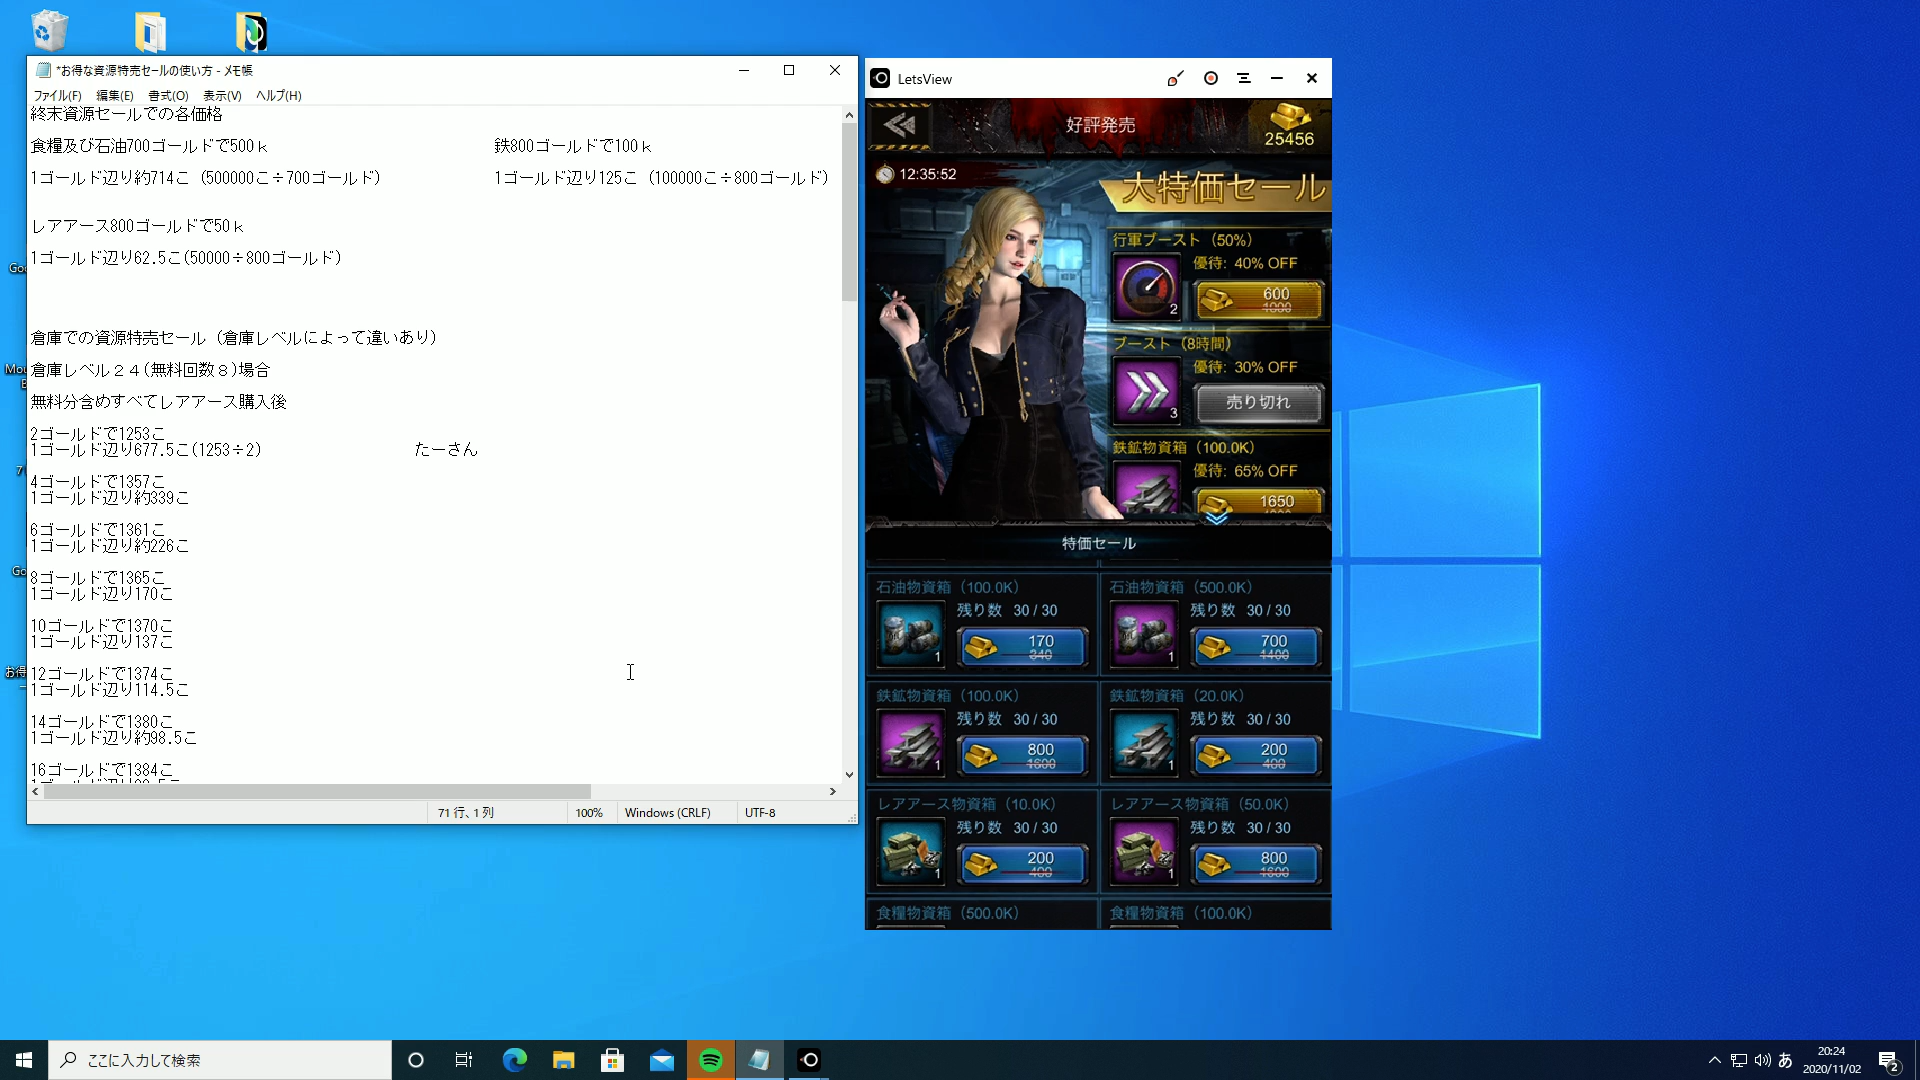 *お得な資源特売セールの使い方 - メモ帳
ファイル(F) 編集(E) 書式(O) 表示(V) ヘルプ(H)
終末資源セールでの各価格
食糧及び石油700ゴールドで500ｋ 鉄800ゴールドで100ｋ
1ゴールド辺り約714こ（500000こ÷700ゴールド） 1ゴールド辺り125こ（100000こ÷800ゴールド）
レアアース800ゴールドで50ｋ
1ゴールド辺り62.5こ(50000÷800ゴールド）
倉庫での資源特売セール（倉庫レベルによって違いあり）
倉庫レベル２４(無料回数８)場合
無料分含めすべてレアアース購入後
2ゴールドで1253こ
1ゴールド辺り677.5こ(1253÷2） たーさん
4ゴールドで1357こ
1ゴールド辺り約339こ
6ゴールドで1361こ
1ゴールド辺り約226こ
8ゴールドで1365こ
1ゴールド辺り170こ
10ゴールドで1370こ
1ゴールド辺り137こ
12ゴールドで1374こ
1ゴールド辺り114.5こ
14ゴールドで1380こ
1ゴールド辺り約98.5こ
16ゴールドで1384こ
71 行、1 列 100% Windows (CRLF) UTF-8
LetsView
好評発売
25456
12:35:52
大特価セール
行軍ブースト（50%）
優待: 40% OFF
2
600
1000
ブースト（8時間）
優待: 30% OFF
3
売り切れ
鉄鉱物資箱（100.0K）
優待: 65% OFF
1650
特価セール
石油物資箱（100.0K） 石油物資箱（500.0K）
残り数 30 / 30 残り数 30 / 30
170 700
340 1400
1 1
鉄鉱物資箱（100.0K） 鉄鉱物資箱（20.0K）
残り数 30 / 30 残り数 30 / 30
800 200
1600 400
1 1
レアアース物資箱（10.0K） レアアース物資箱（50.0K）
残り数 30 / 30 残り数 30 / 30
200 800
400 1600
1 1
食糧物資箱（500.0K） 食糧物資箱（100.0K）
ここに入力して検索
あ
20:24
2020/11/02
2